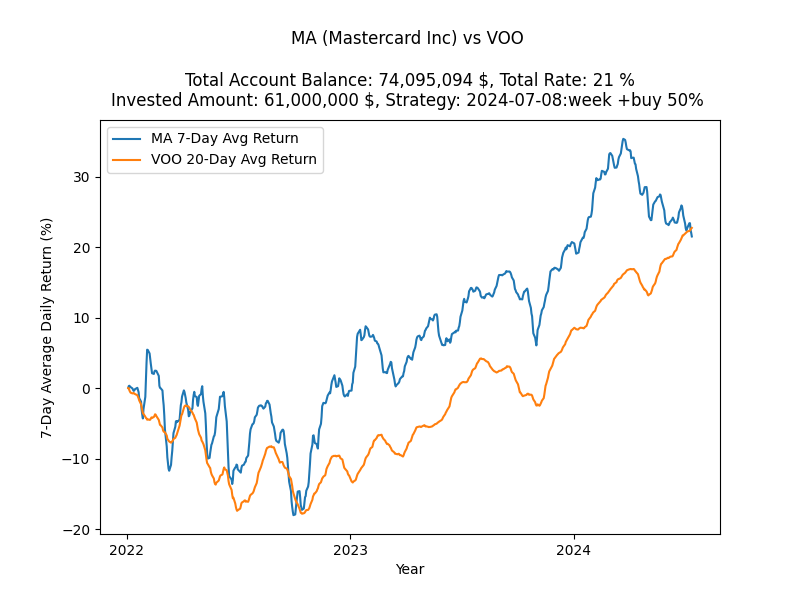 MA (Mastercard Inc) vs VOO
Total Account Balance: 74,095,094 $, Total Rate: 21 %
Invested Amount: 61,000,000 $, Strategy: 2024-07-08:week +buy 50%
MA 7-Day Avg Return
VOO 20-Day Avg Return
7-Day Average Daily Return (%)
30
20
10
0
−10
−20
2022
2023
2024
Year